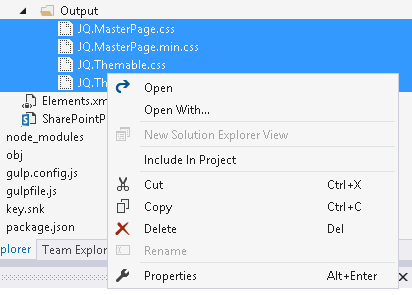 Output
JQ.MasterPage.css
JQ.MasterPage.min.css
JQ.Themable.css
JQ.Th
Elements.xm
SharePointP
node_modules
obj
gulp.config.js
gulpfile.js
key.snk
package.json
plorer
Team Explor
Open
Open With...
New Solution Explorer View
Include In Project
Cut Ctrl+X
Copy Ctrl+C
Delete Del
Rename
Properties Alt+Enter